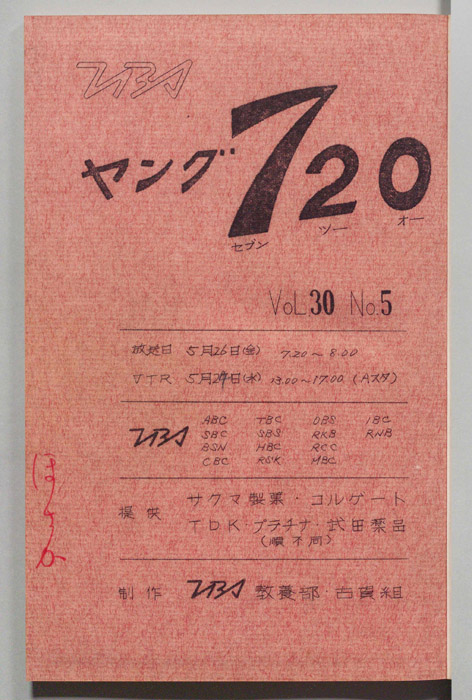 TBS
ヤング720
セブン ツー オー
VOL.30 No.5
放送日 5月26日(金) 7.20～8.00
VTR 5月24日(水) 13.00～17.00 (Aスタ)
TBS
ABC TBC OBS IBC
SBC SBS RKB RNB
BSN HBC RCC
CBC RSK MBC
提供 サクマ製菓・コルゲート
TDK・プラチナ・武田薬品
(順不同)
制作 TBS 教養部・古賀組